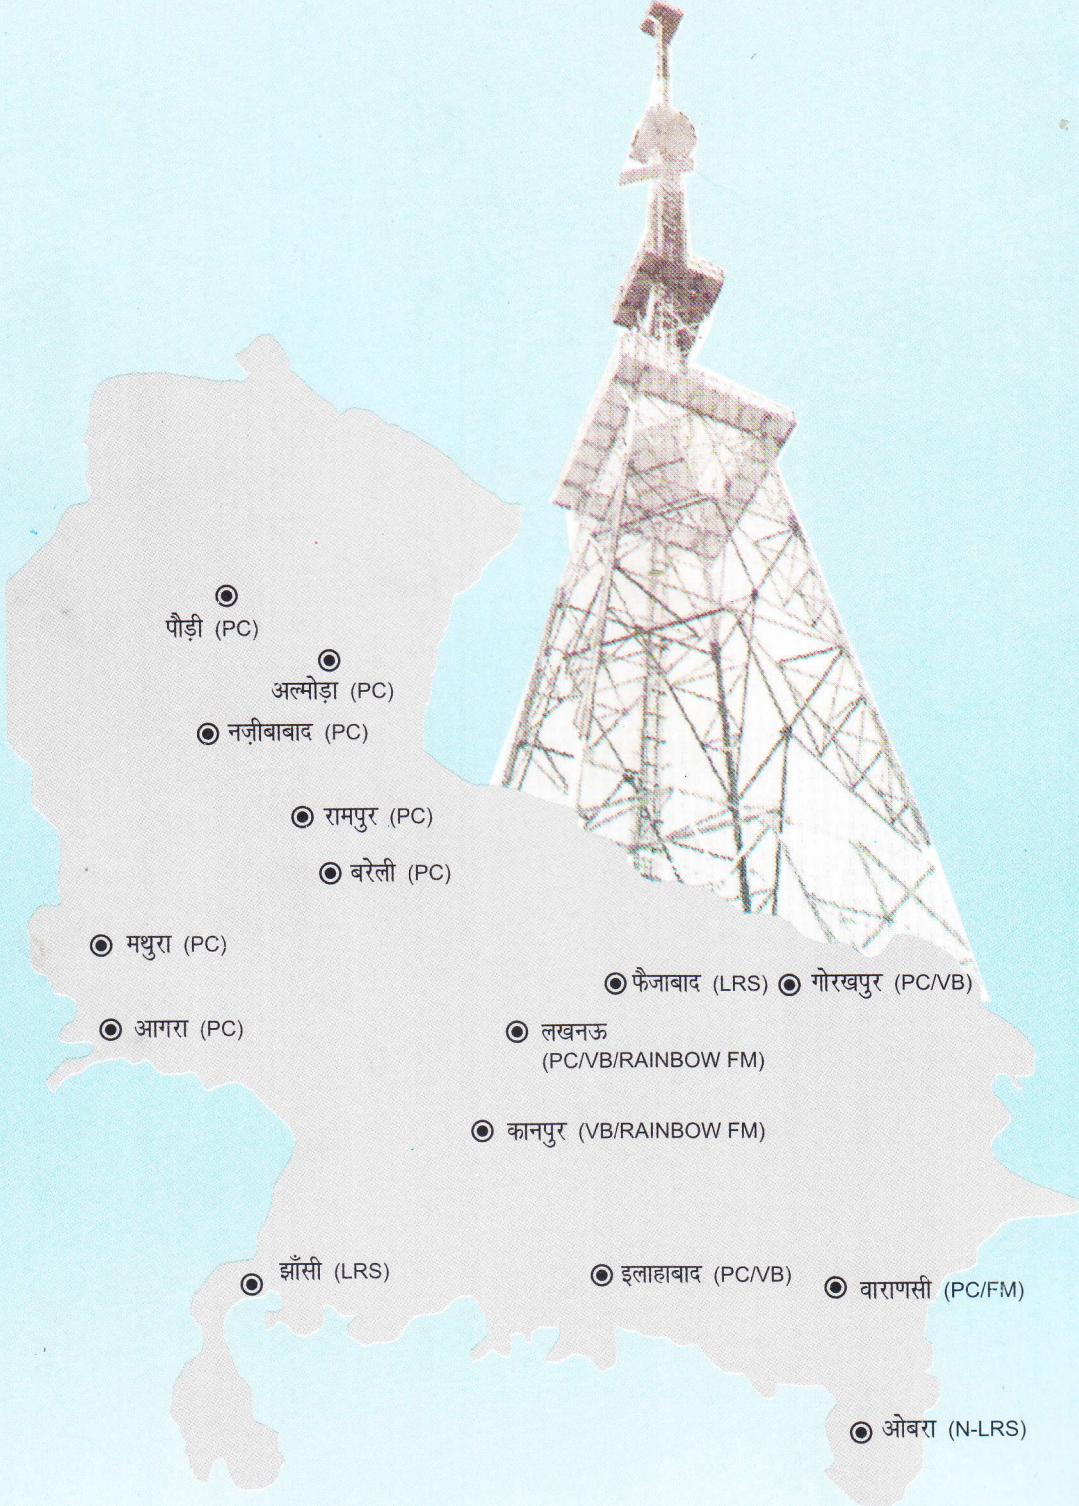 पौड़ी (PC)
अल्मोड़ा (PC)
नज़ीबाबाद (PC)
रामपुर (PC)
बरेली (PC)
मथुरा (PC)
फैजाबाद (LRS)
गोरखपुर (PC/VB)
आगरा (PC)
लखनऊ
(PC/VB/RAINBOW FM)
कानपुर (VB/RAINBOW FM)
झाँसी (LRS)
इलाहाबाद (PC/VB)
वाराणसी (PC/FM)
ओबरा (N-LRS)